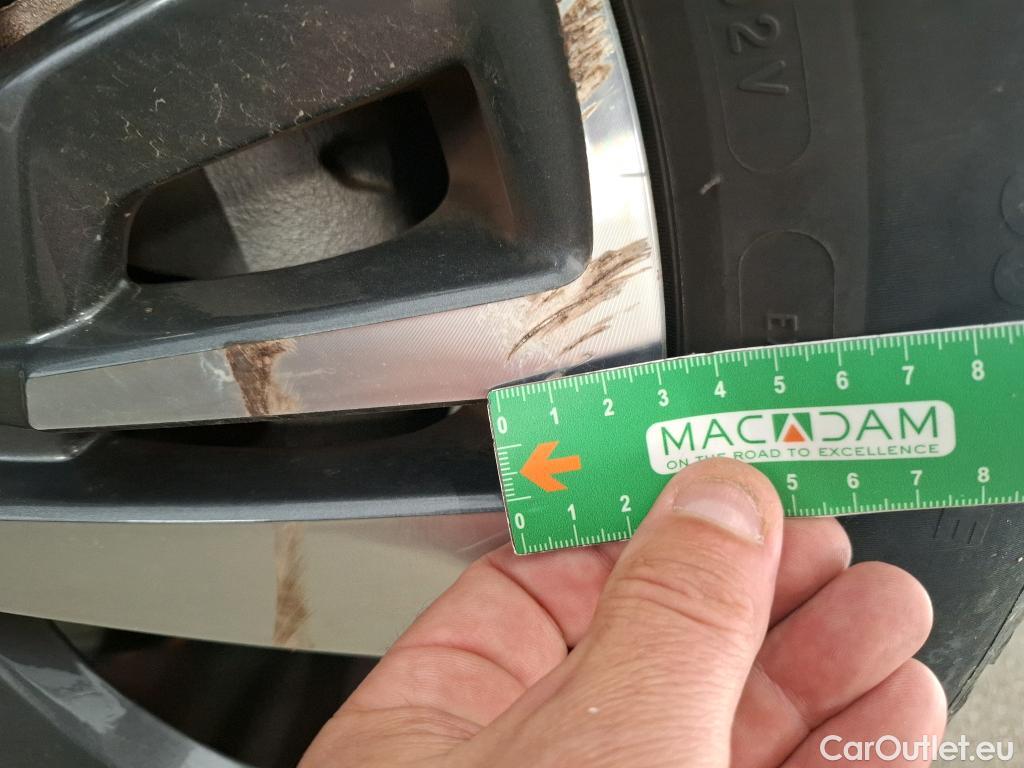 52V
0 1 2 3 4 5 6 7 8
MACADAM
ON THE ROAD TO EXCELLENCE
0 1 2 5 6 7 8
CarOutlet.eu